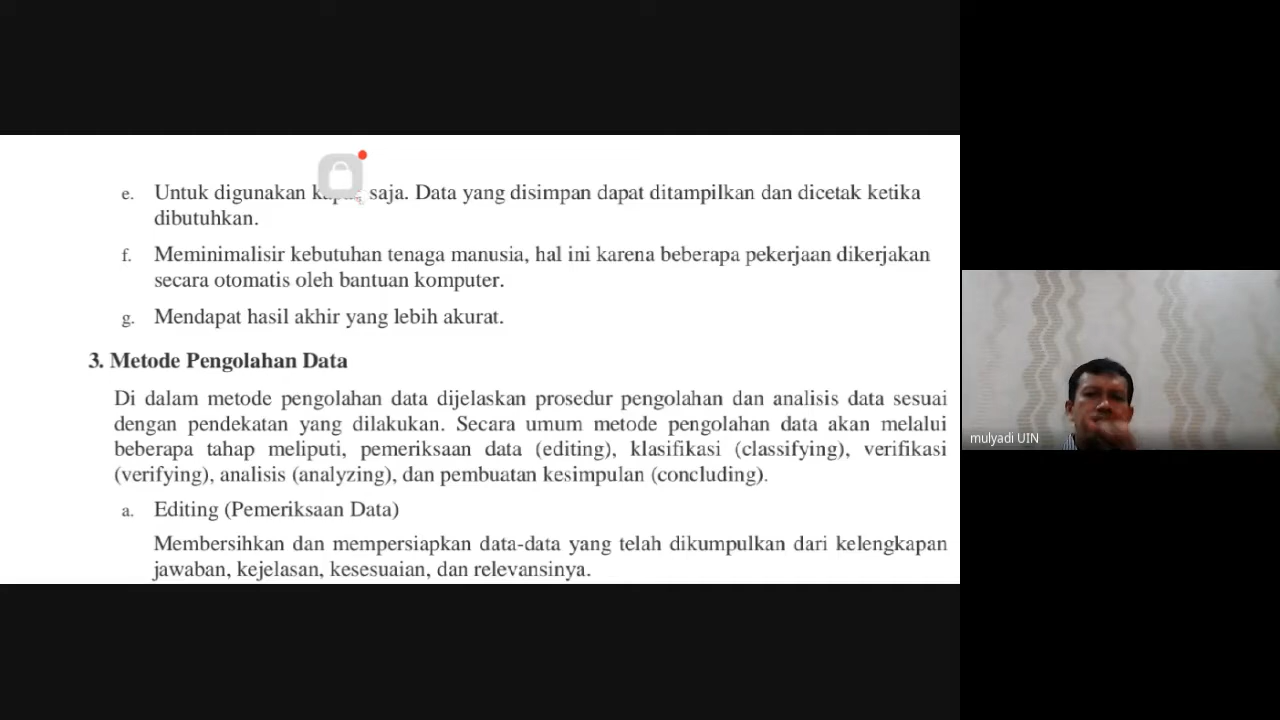 e. Untuk digunakan saja. Data yang disimpan dapat ditampilkan dan dicetak ketika
dibutuhkan.
f. Meminimalisir kebutuhan tenaga manusia, hal ini karena beberapa pekerjaan dikerjakan
secara otomatis oleh bantuan komputer.
g. Mendapat hasil akhir yang lebih akurat.
3. Metode Pengolahan Data
Di dalam metode pengolahan data dijelaskan prosedur pengolahan dan analisis data sesuai
dengan pendekatan yang dilakukan. Secara umum metode pengolahan data akan melalui
beberapa tahap meliputi, pemeriksaan data (editing), klasifikasi (classifying), verifikasi
(verifying), analisis (analyzing), dan pembuatan kesimpulan (concluding).
a. Editing (Pemeriksaan Data)
Membersihkan dan mempersiapkan data-data yang telah dikumpulkan dari kelengkapan
jawaban, kejelasan, kesesuaian, dan relevansinya.
mulyadi UIN